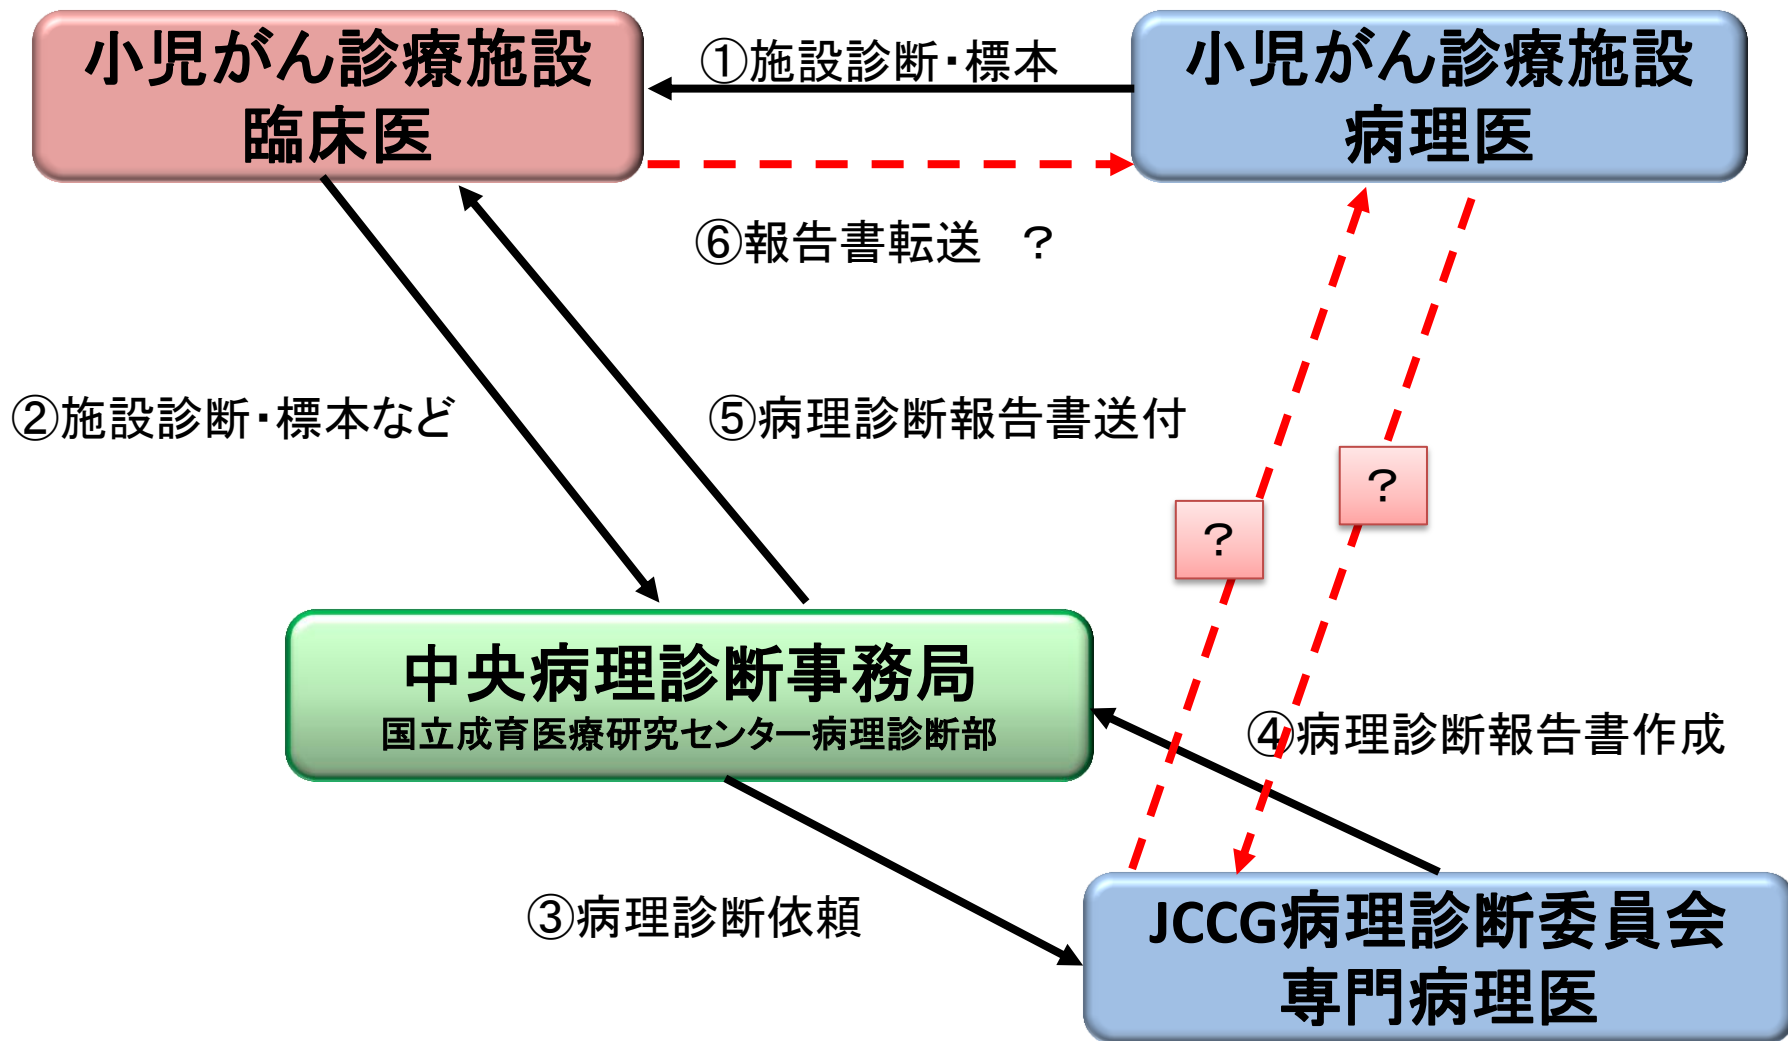 小児がん診療施設
臨床医
①施設診断・標本
小児がん診療施設
病理医
⑥報告書転送　？
②施設診断・標本など
⑤病理診断報告書送付
？
？
中央病理診断事務局
国立成育医療研究センター病理診断部
④病理診断報告書作成
③病理診断依頼
JCCG病理診断委員会
専門病理医